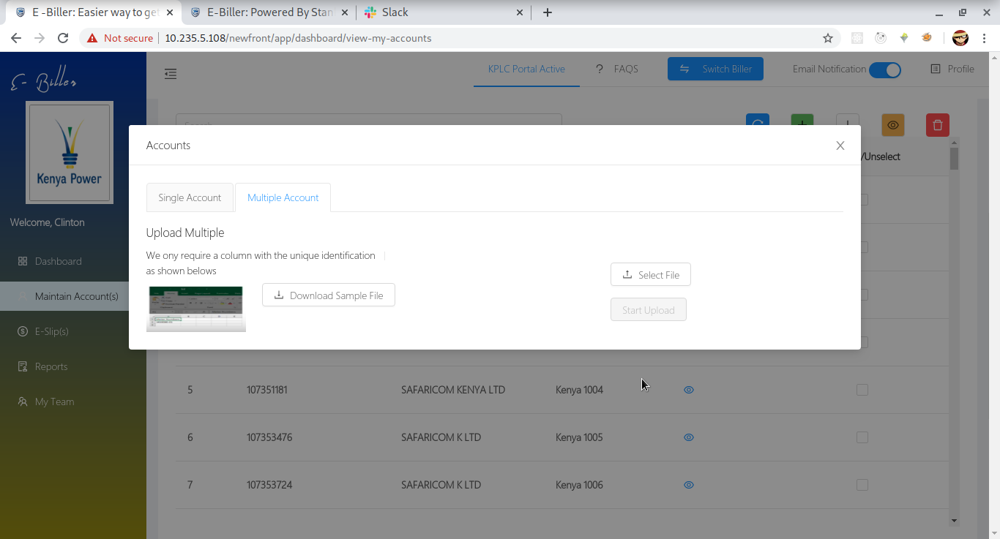 E -Biller: Easier way to get
E-Biller: Powered By Stan
Slack
Not secure
10.235.5.108/newfront/app/dashboard/view-my-accounts
E- Biller
KPLC Portal Active
? FAQS
Switch Biller
Email Notification
Profile
Kenya Power
Welcome, Clinton
Dashboard
Maintain Account(s)
E-Slip(s)
Reports
My Team
Search
/Unselect
Accounts
Single Account
Multiple Account
Upload Multiple
We ony require a column with the unique identification
as shown belows
Download Sample File
Select File
Start Upload
5 107351181 SAFARICOM KENYA LTD Kenya 1004
6 107353476 SAFARICOM K LTD Kenya 1005
7 107353724 SAFARICOM K LTD Kenya 1006